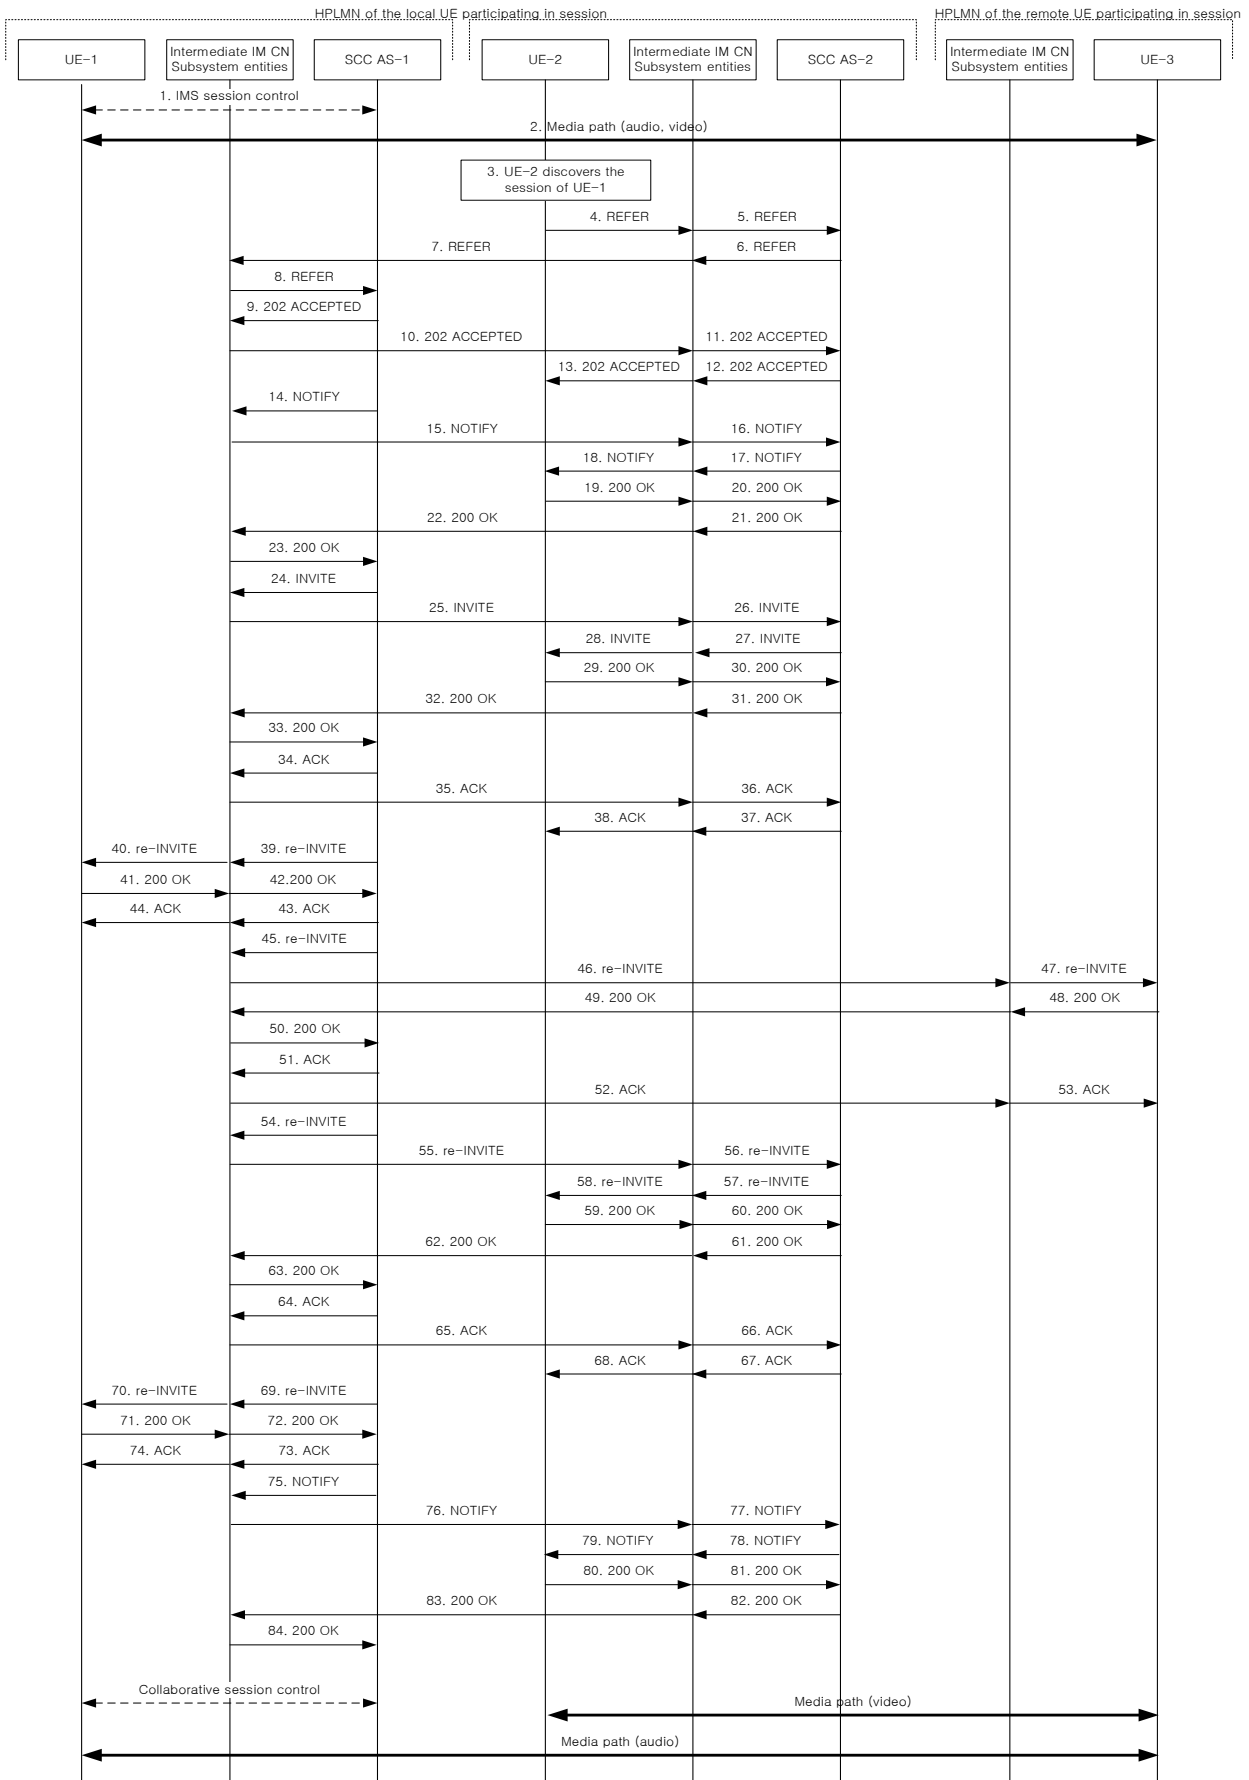 HPLMN of the local UE participating in session
HPLMN of the remote UE participating in session
UE-1
Intermediate IM CN
Subsystem entities
SCC AS-1
UE-2
Intermediate IM CN
Subsystem entities
SCC AS-2
Intermediate IM CN
Subsystem entities
UE-3
1. IMS session control
2. Media path (audio, video)
3. UE-2 discovers the
session of UE-1
4. REFER
5. REFER
7. REFER
6. REFER
8. REFER
9. 202 ACCEPTED
10. 202 ACCEPTED
11. 202 ACCEPTED
13. 202 ACCEPTED
12. 202 ACCEPTED
14. NOTIFY
15. NOTIFY
16. NOTIFY
18. NOTIFY
17. NOTIFY
19. 200 OK
20. 200 OK
22. 200 OK
21. 200 OK
23. 200 OK
24. INVITE
25. INVITE
26. INVITE
28. INVITE
27. INVITE
29. 200 OK
30. 200 OK
32. 200 OK
31. 200 OK
33. 200 OK
34. ACK
35. ACK
36. ACK
38. ACK
37. ACK
40. re-INVITE
39. re-INVITE
41. 200 OK
42.200 OK
44. ACK
43. ACK
45. re-INVITE
46. re-INVITE
47. re-INVITE
49. 200 OK
48. 200 OK
50. 200 OK
51. ACK
52. ACK
53. ACK
54. re-INVITE
55. re-INVITE
56. re-INVITE
58. re-INVITE
57. re-INVITE
59. 200 OK
60. 200 OK
62. 200 OK
61. 200 OK
63. 200 OK
64. ACK
65. ACK
66. ACK
68. ACK
67. ACK
70. re-INVITE
69. re-INVITE
71. 200 OK
72. 200 OK
74. ACK
73. ACK
75. NOTIFY
76. NOTIFY
77. NOTIFY
79. NOTIFY
78. NOTIFY
80. 200 OK
81. 200 OK
83. 200 OK
82. 200 OK
84. 200 OK
Collaborative session control
Media path (video)
Media path (audio)